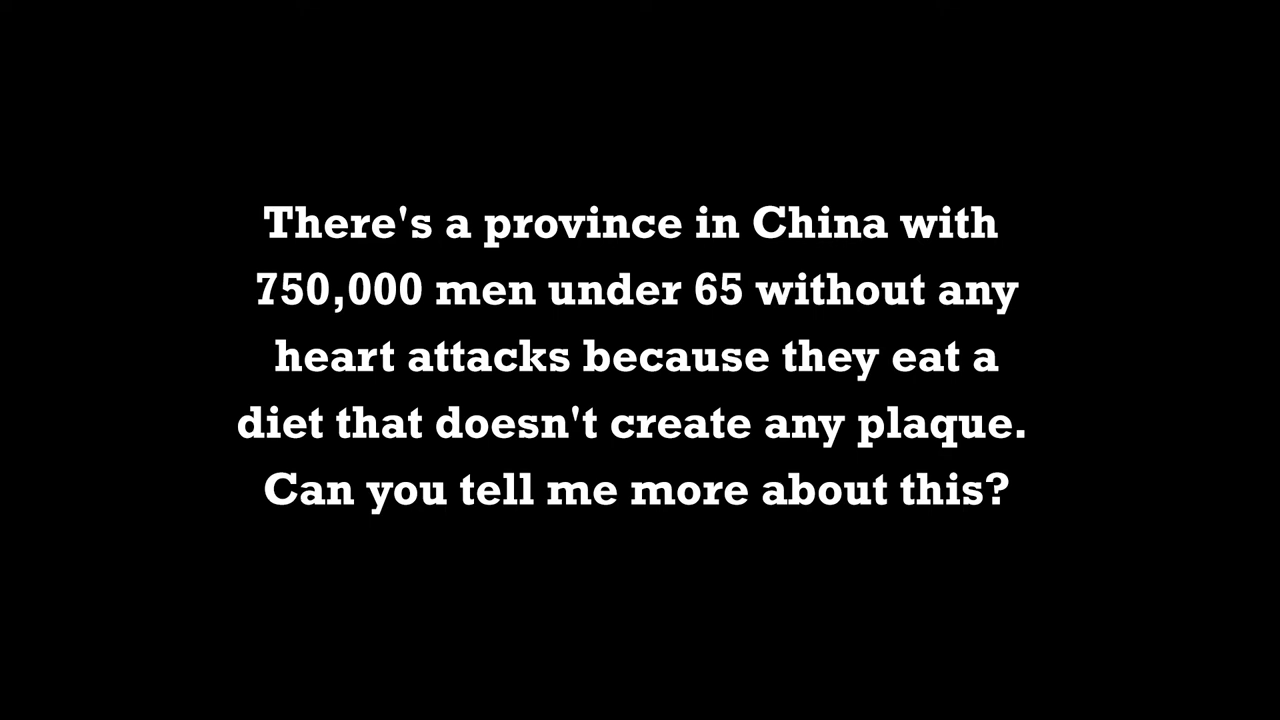 There's a province in China with
750,000 men under 65 without any
heart attacks because they eat a
diet that doesn't create any plaque.
Can you tell me more about this?